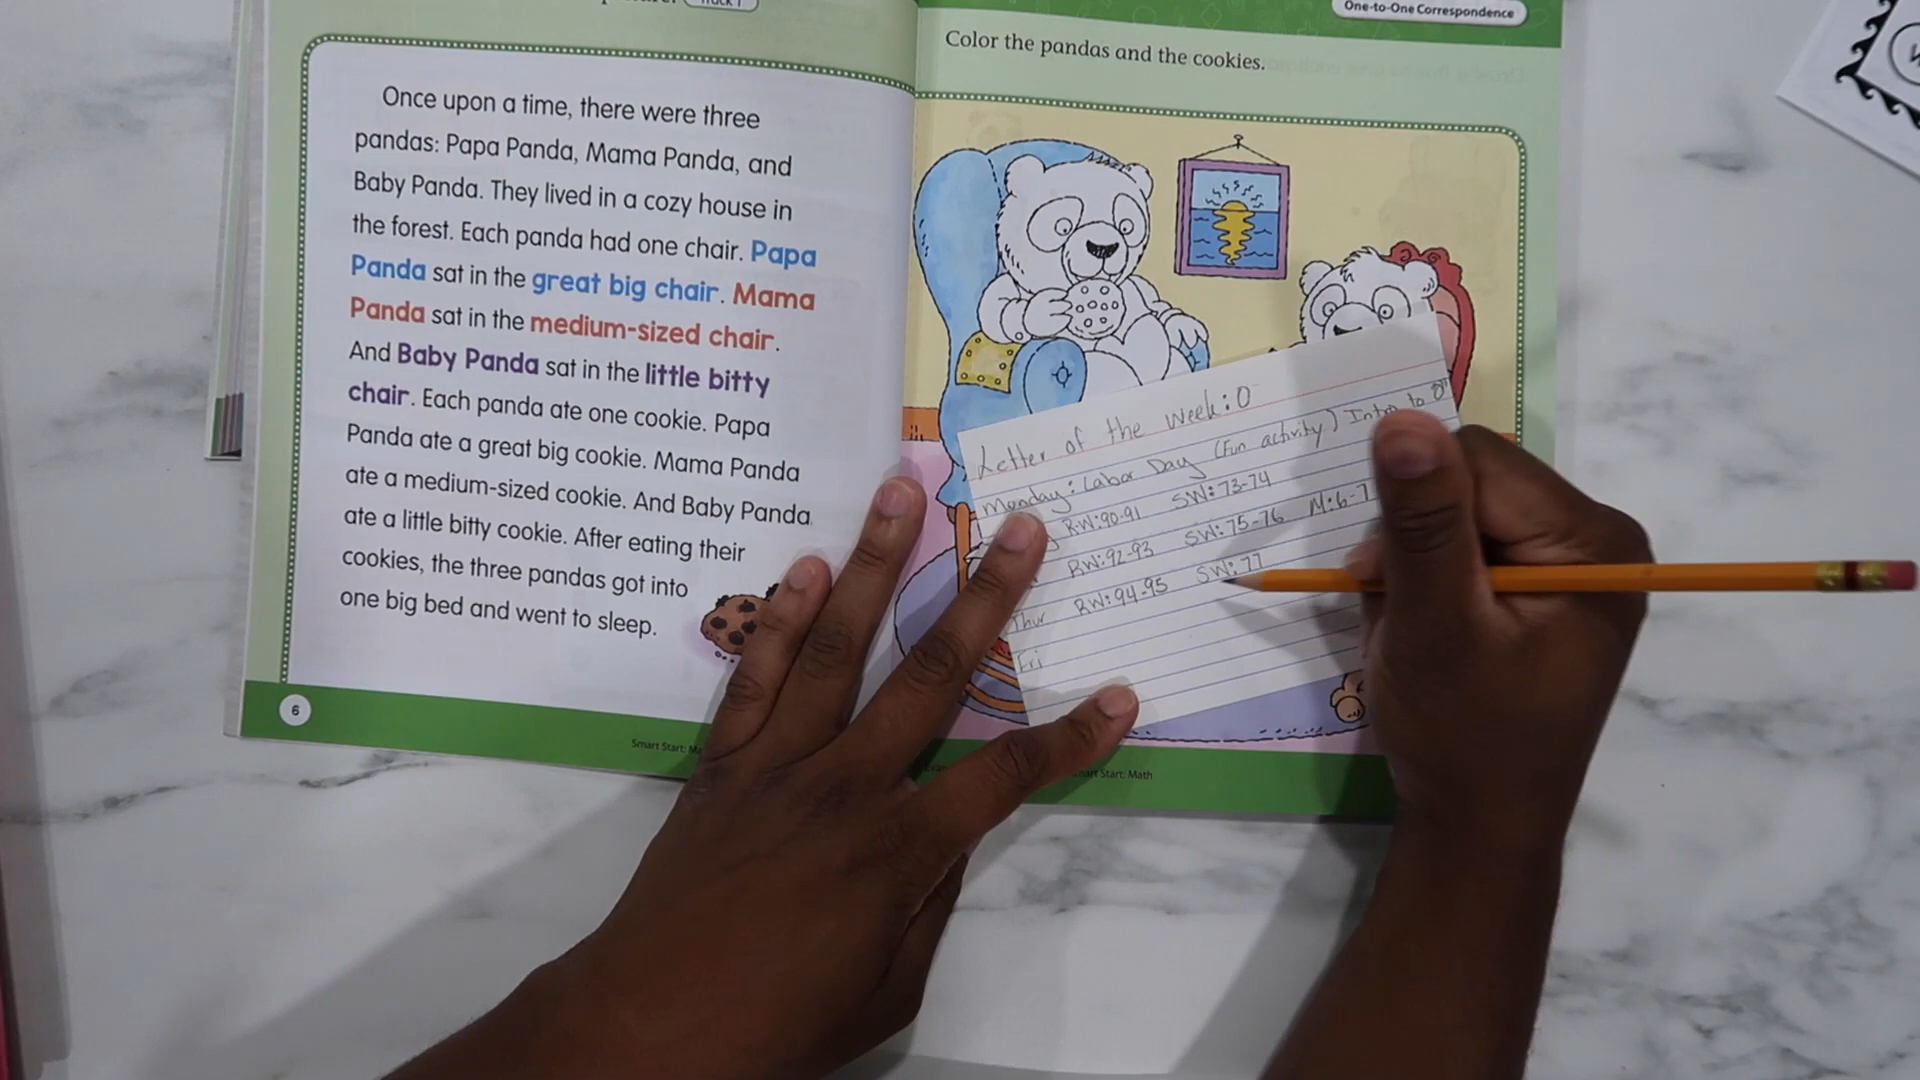 Track 1
Once upon a time, there were three
pandas: Papa Panda, Mama Panda, and
Baby Panda. They lived in a cozy house in
the forest. Each panda had one chair. Papa
Panda sat in the great big chair. Mama
Panda sat in the medium-sized chair.
And Baby Panda sat in the little bitty
chair. Each panda ate one cookie. Papa
Panda ate a great big cookie. Mama Panda
ate a medium-sized cookie. And Baby Panda
ate a little bitty cookie. After eating their
cookies, the three pandas got into
one big bed and went to sleep.
6
Smart Start:
One-to-One Correspondence
Color the pandas and the cookies.
Letter of the week: O
Monday: Labor Day (Fun activity) Intro to "O"
RW: 90-91 SW: 73-74
RW: 92-93 SW: 75-76 M: 6-7
Thur RW: 94-95 SW: 77
Fri
Start: Math